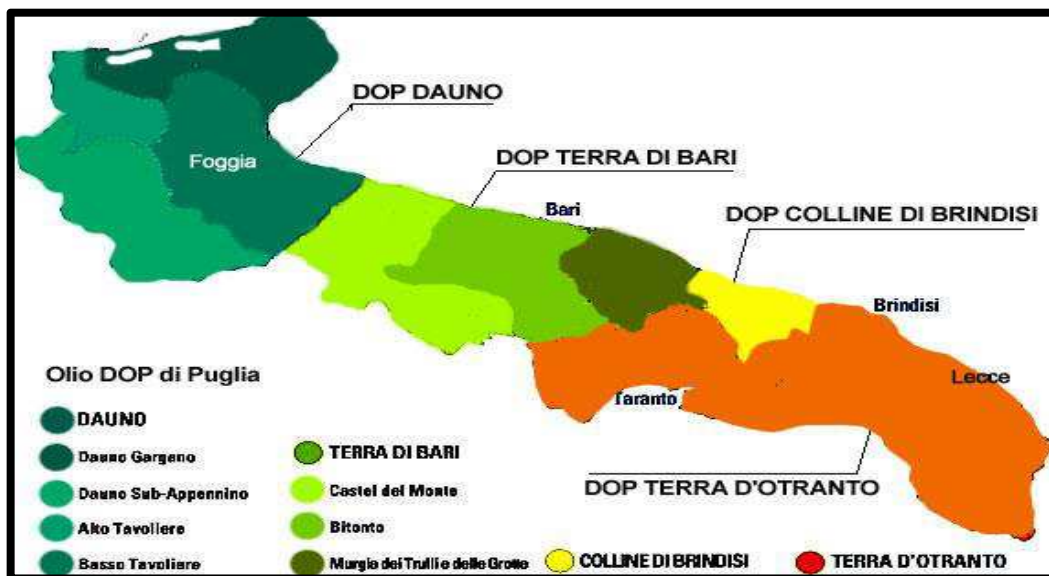 DOP DAUNO
DOP TERRA DI BARI
Foggia
Bari
DOP COLLINE DI BRINDISI
Brindisi
Olio DOP di Puglia
Lecce
Taranto
DAUNO
Dauno Gargano
TERRA DI BARI
DOP TERRA D'OTRANTO
Dauno Sub-Appennino
Castel del Monte
Alto Tavoliere
Bitonto
Basso Tavoliere
Murgia dei Trulli e delle Grotte
COLLINE DI BRINDISI
TERRA D'OTRANTO